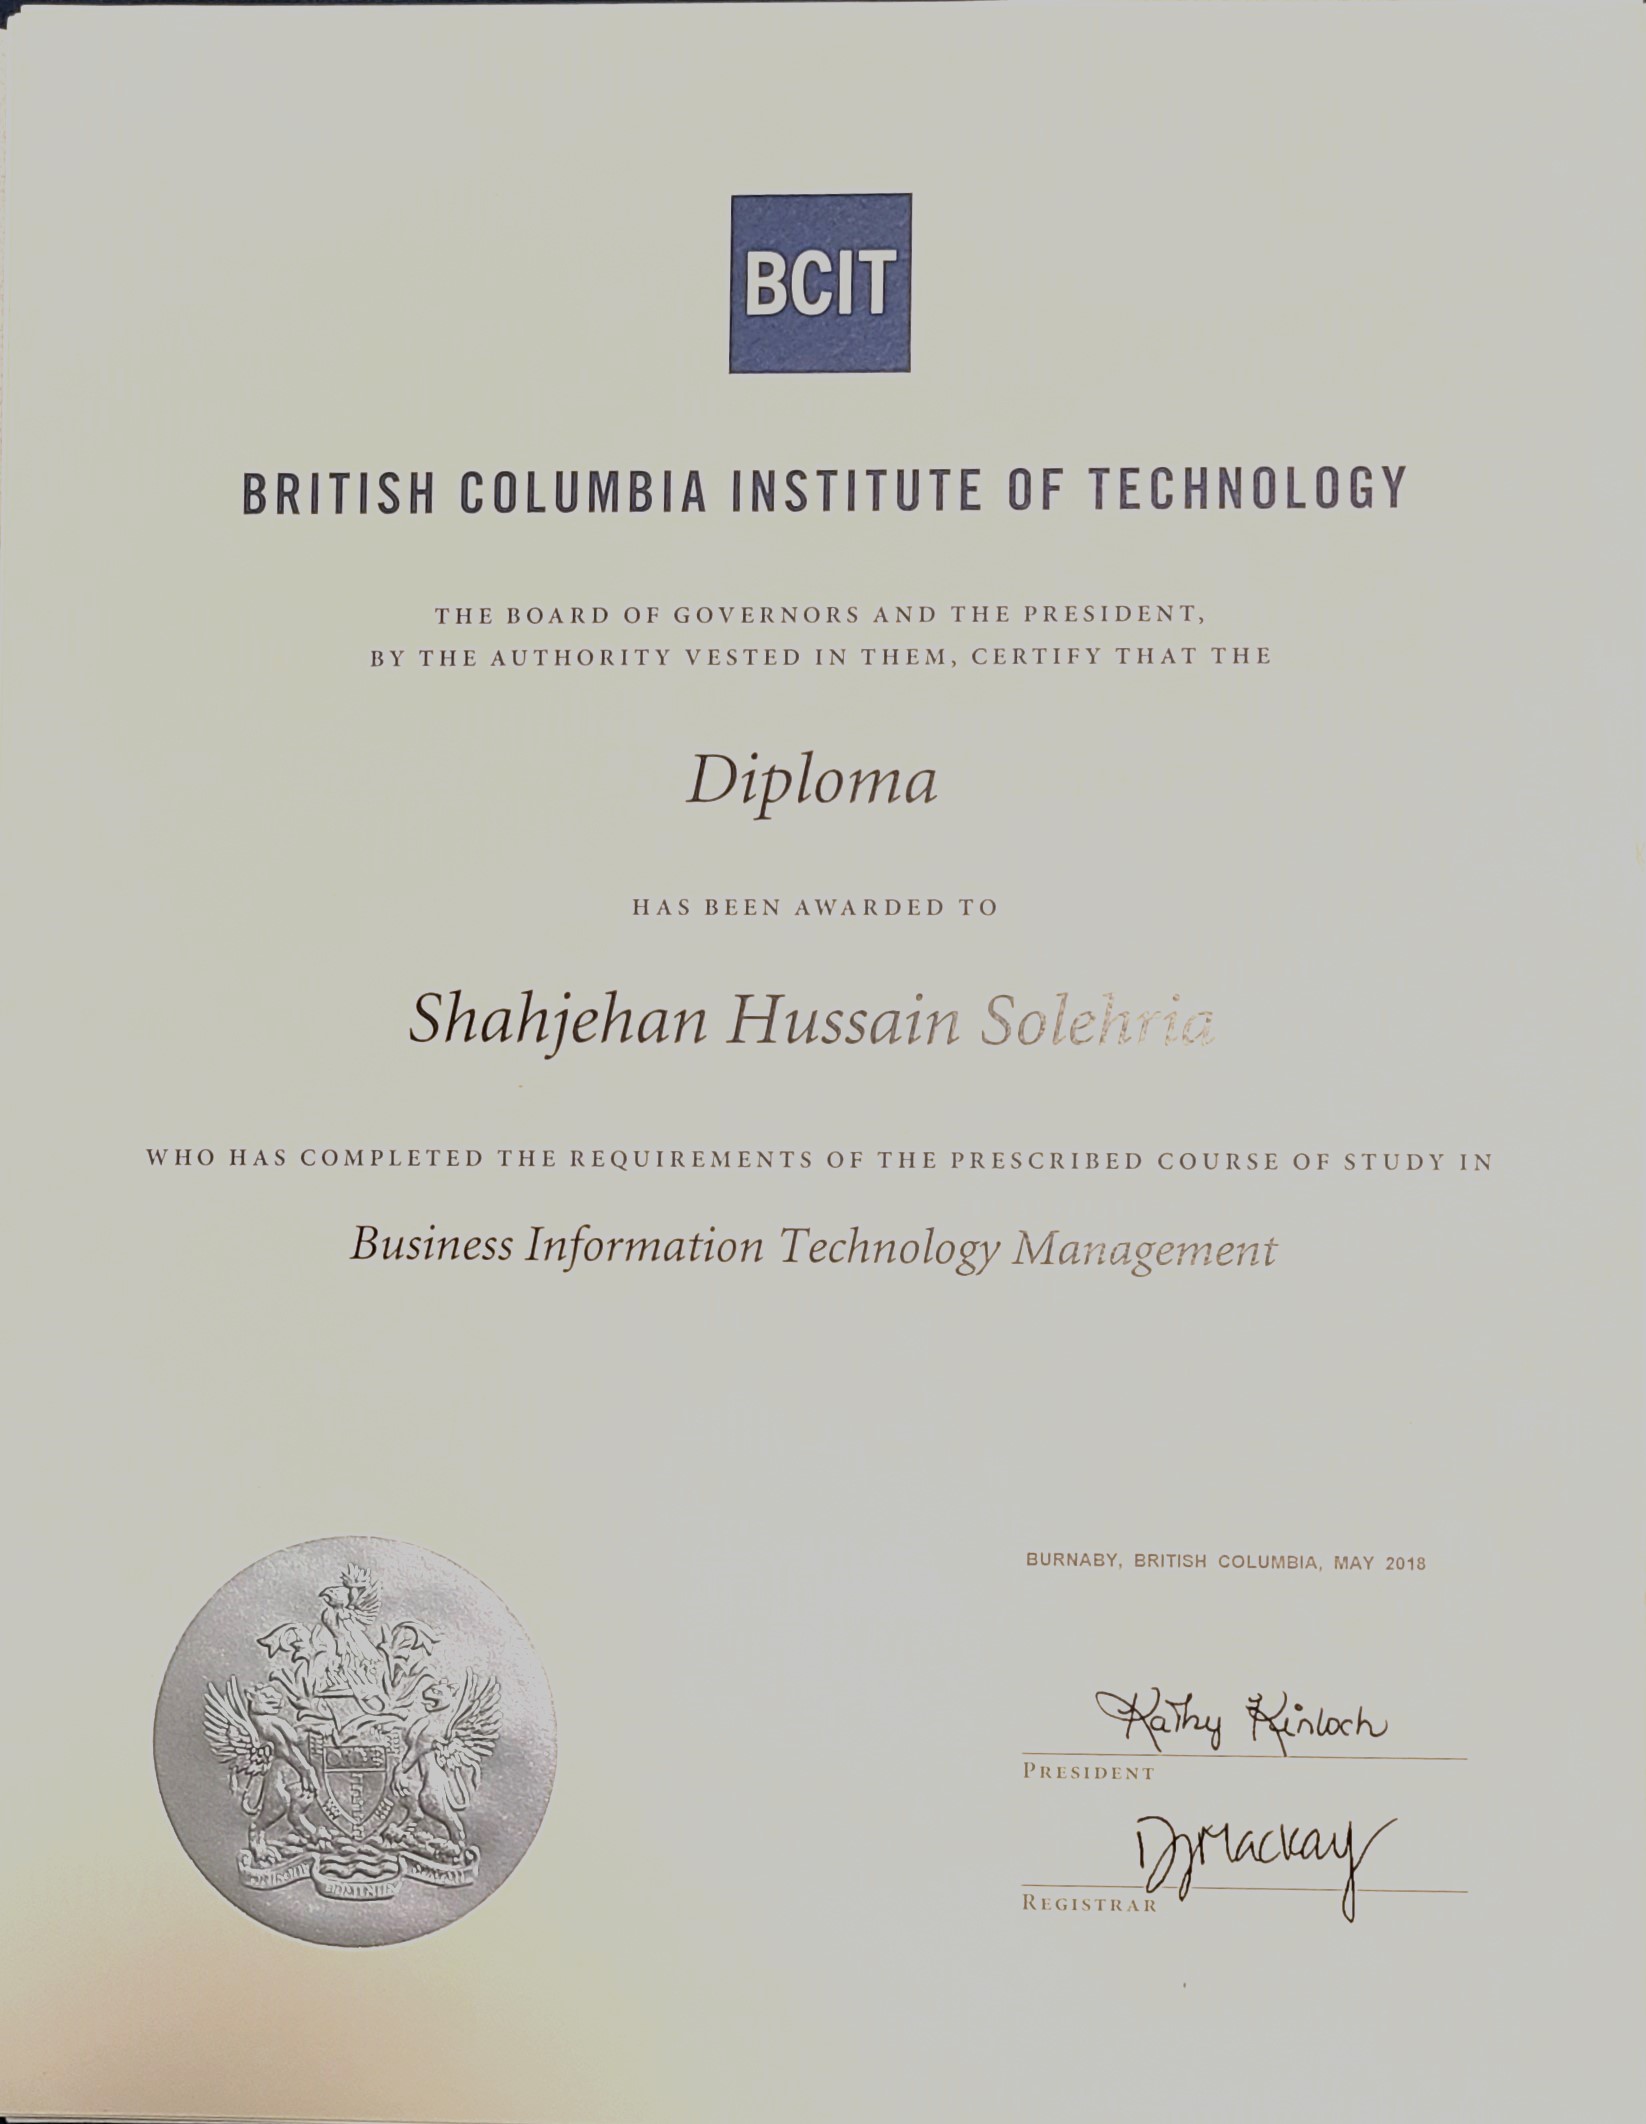 BCIT
BRITISH COLUMBIA INSTITUTE OF TECHNOLOGY
THE BOARD OF GOVERNORS AND THE PRESIDENT,
BY THE AUTHORITY VESTED IN THEM, CERTIFY THAT THE
Diploma
HAS BEEN AWARDED TO
Shahjehan Hussain Solehria
WHO HAS COMPLETED THE REQUIREMENTS OF THE PRESCRIBED COURSE OF STUDY IN
Business Information Technology Management
BURNABY, BRITISH COLUMBIA, MAY 2018
Kathy Kinloch
PRESIDENT
DJMackay
REGISTRAR